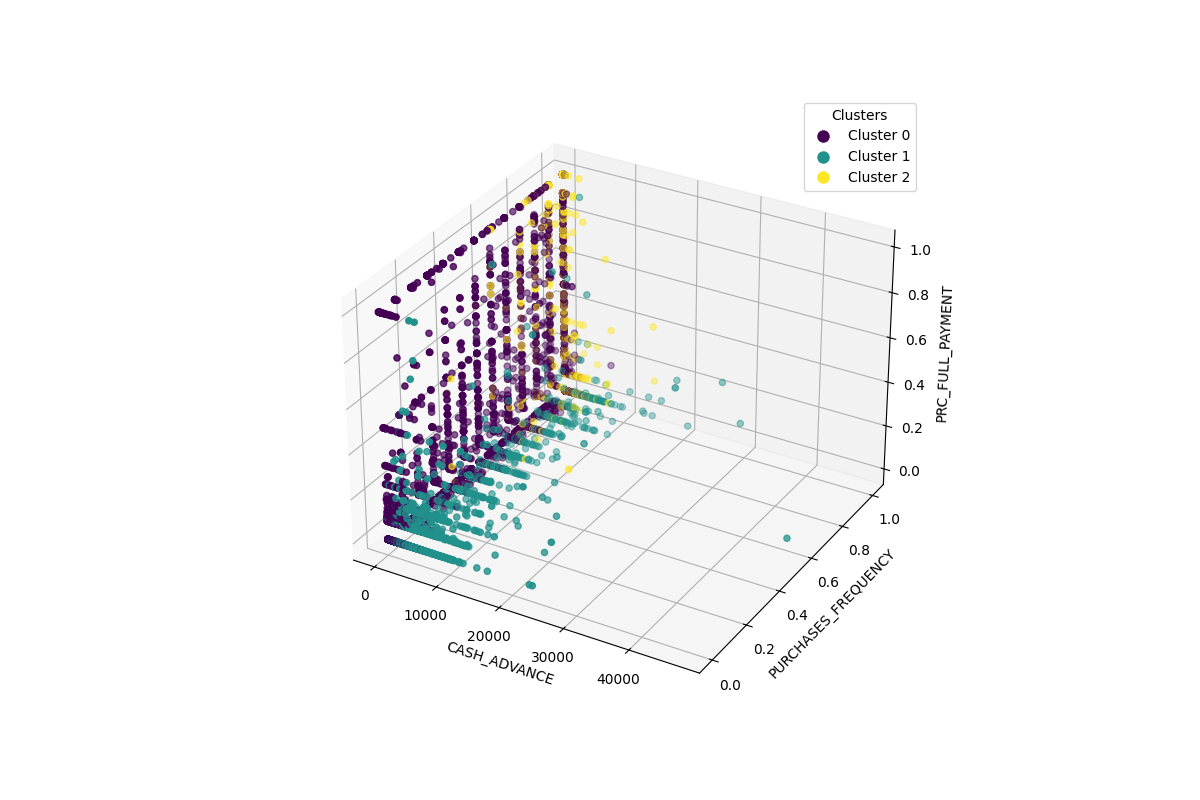 Clusters
Cluster 0
Cluster 1
Cluster 2
1.0
0.8
0.6
0.4
0.2
0.0
PRC_FULL_PAYMENT
1.0
0.8
0.6
0.4
0.2
0.0
PURCHASES_FREQUENCY
0
10000
20000
30000
40000
CASH_ADVANCE